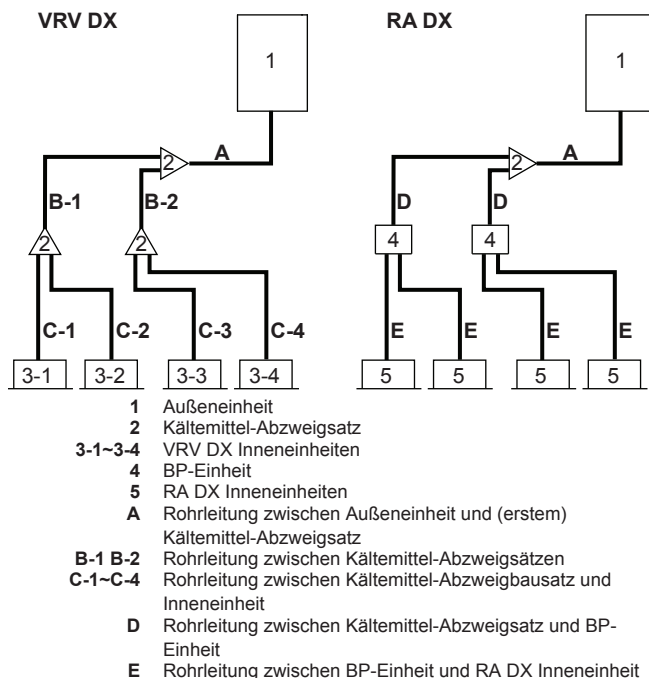 VRV DX
RA DX
1
1
2
A
2
A
B-1
B-2
D
D
2
2
4
4
C-1
C-2
C-3
C-4
E
E
E
E
3-1
3-2
3-3
3-4
5
5
5
5
1 Außeneinheit
2 Kältemittel-Abzweigsatz
3-1~3-4 VRV DX Inneneinheiten
4 BP-Einheit
5 RA DX Inneneinheiten
A Rohrleitung zwischen Außeneinheit und (erstem)
Kältemittel-Abzweigsatz
B-1 B-2 Rohrleitung zwischen Kältemittel-Abzweigsätzen
C-1~C-4 Rohrleitung zwischen Kältemittel-Abzweigbausatz und
Inneneinheit
D Rohrleitung zwischen Kältemittel-Abzweigsatz und BP-
Einheit
E Rohrleitung zwischen BP-Einheit und RA DX Inneneinheit